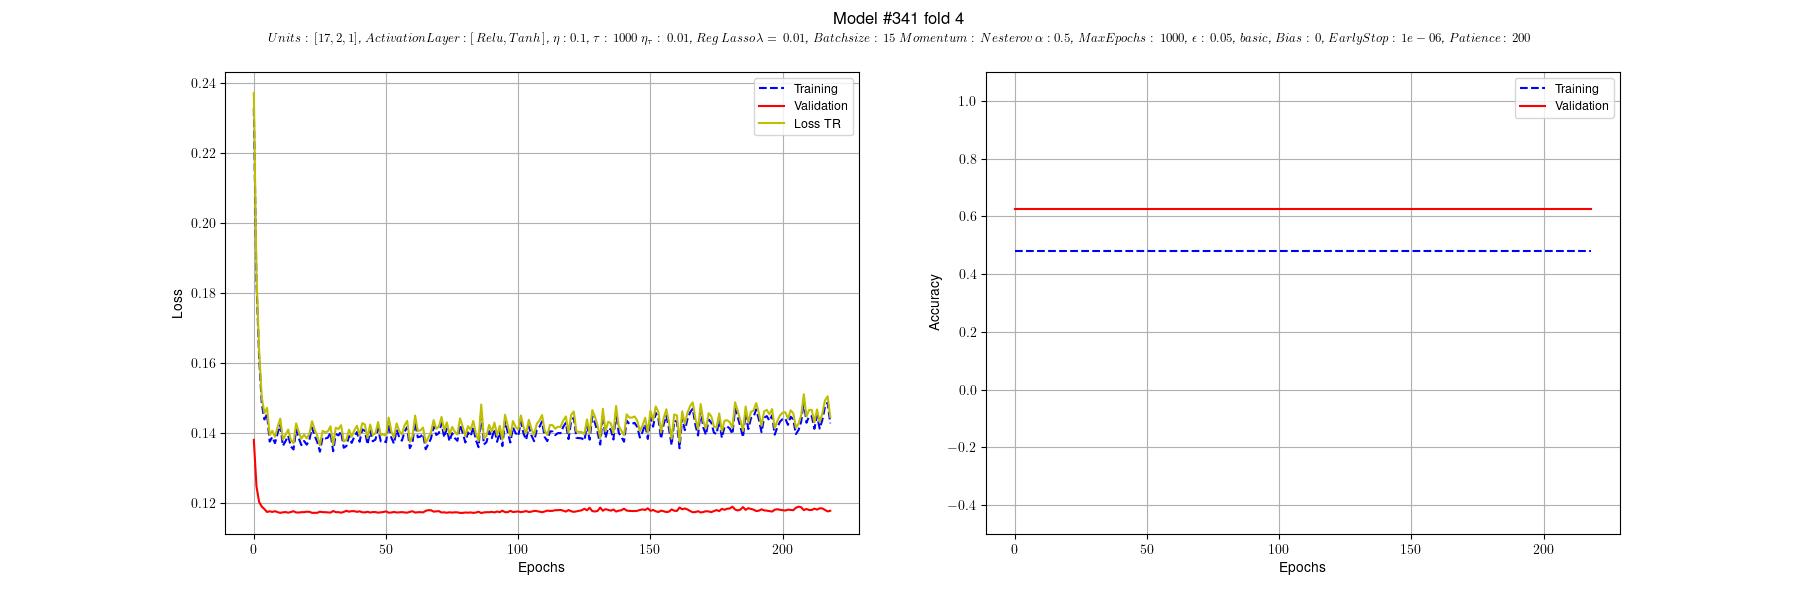 Model #341 fold 4
Units : [17, 2, 1], ActivationLayer : [ Relu, Tanh], η : 0.1, τ : 1000 ητ : 0.01, Reg Lassoλ = 0.01, Batchsize : 15 Momentum : Nesterov α : 0.5, MaxEpochs : 1000, ϵ : 0.05, basic, Bias : 0, EarlyStop : 1e − 06, Patience : 200
0.24
0.22
0.20
0.18
0.16
0.14
0.12
Loss
Training
Validation
Loss TR
0 50 100 150 200
Epochs
1.0
0.8
0.6
0.4
0.2
0.0
−0.2
−0.4
Accuracy
Training
Validation
0 50 100 150 200
Epochs